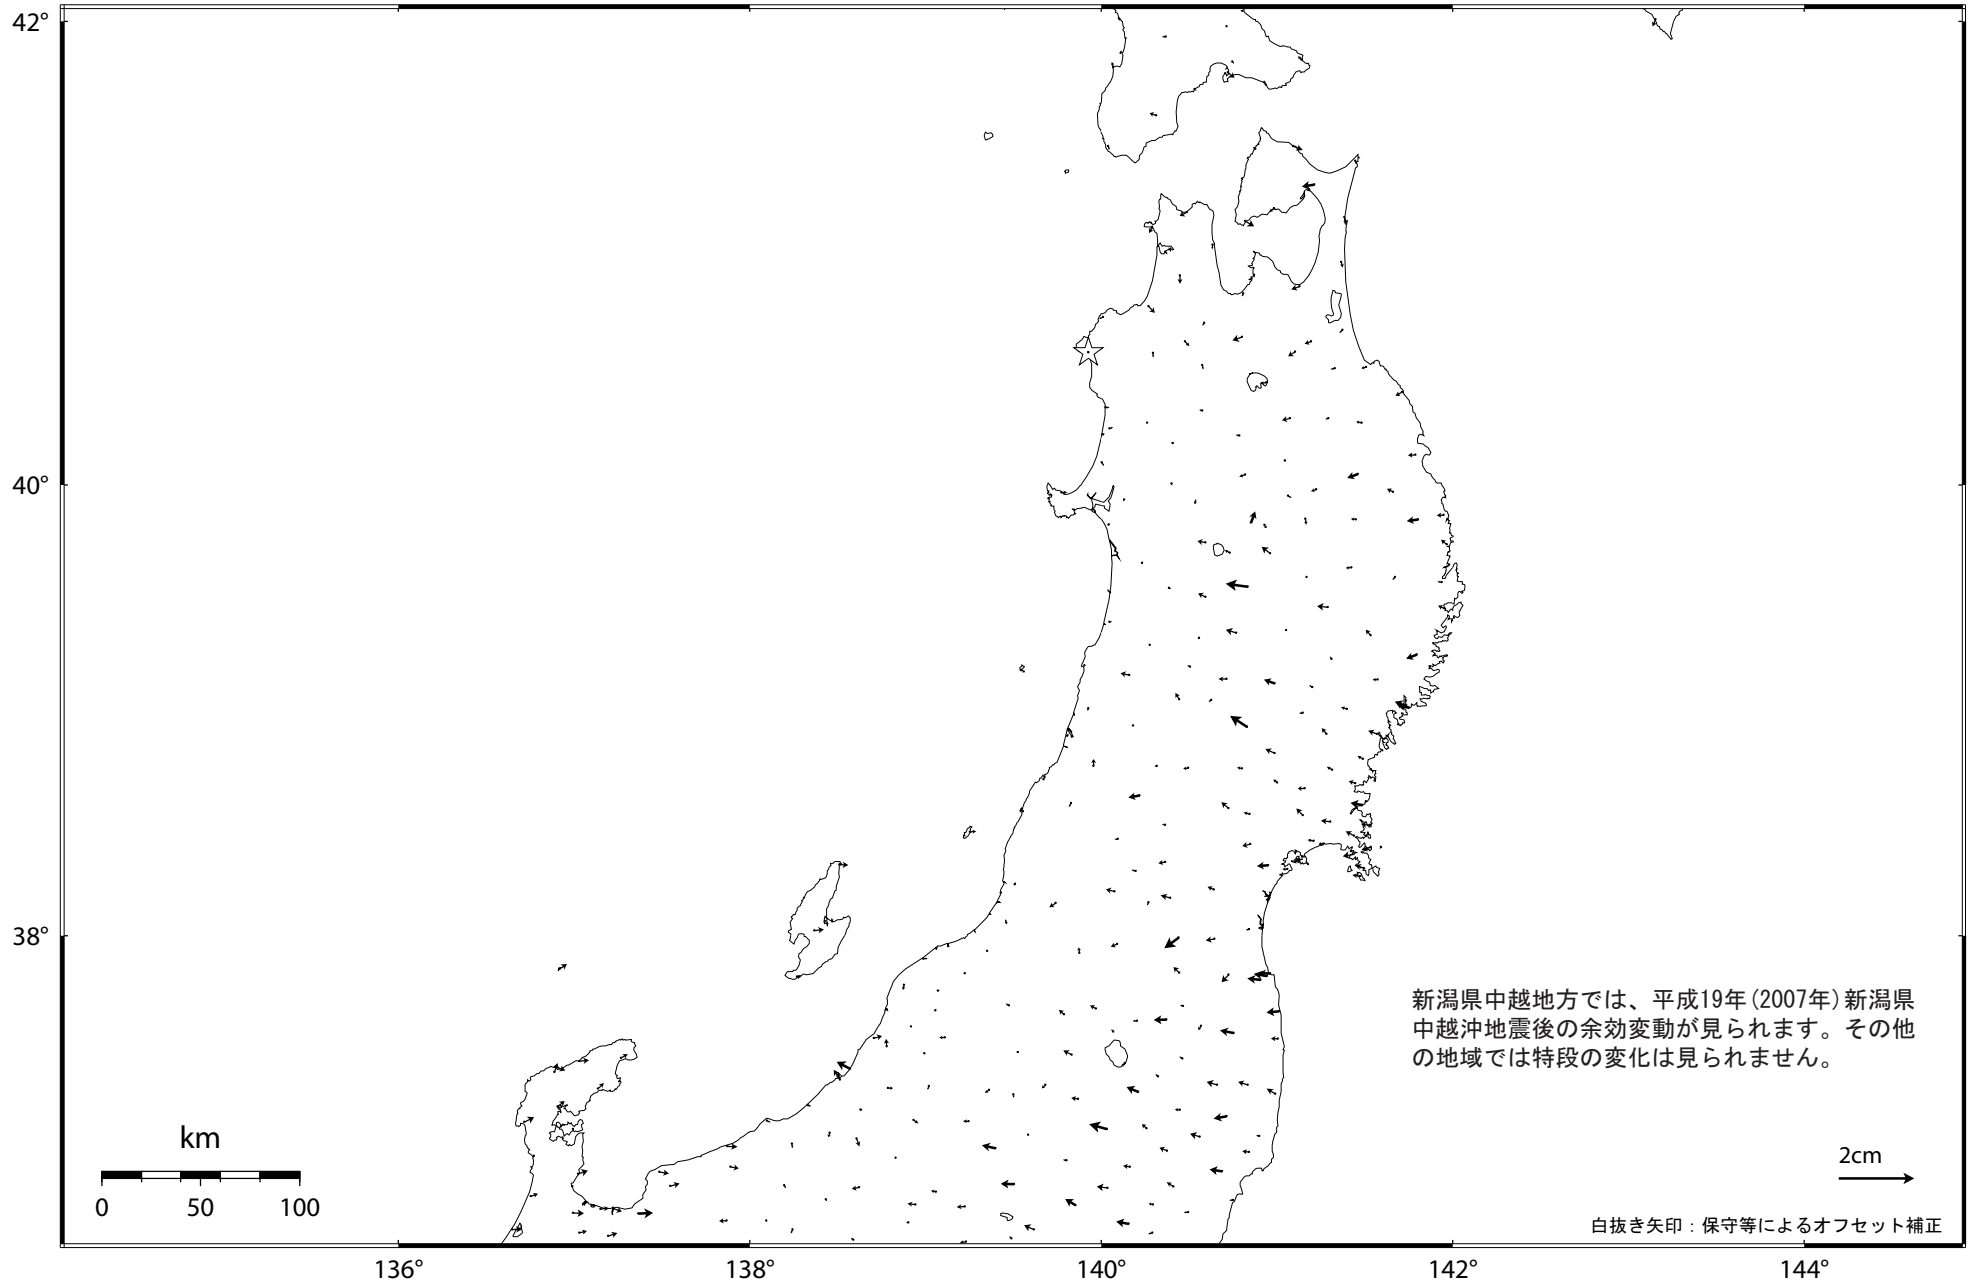 42°
40°
38°
新潟県中越地方では、平成19年(2007年)新潟県
中越沖地震後の余効変動が見られます。その他
の地域では特段の変化は見られません。
km
0 50 100
2cm
白抜き矢印：保守等によるオフセット補正
136° 138° 140° 142° 144°